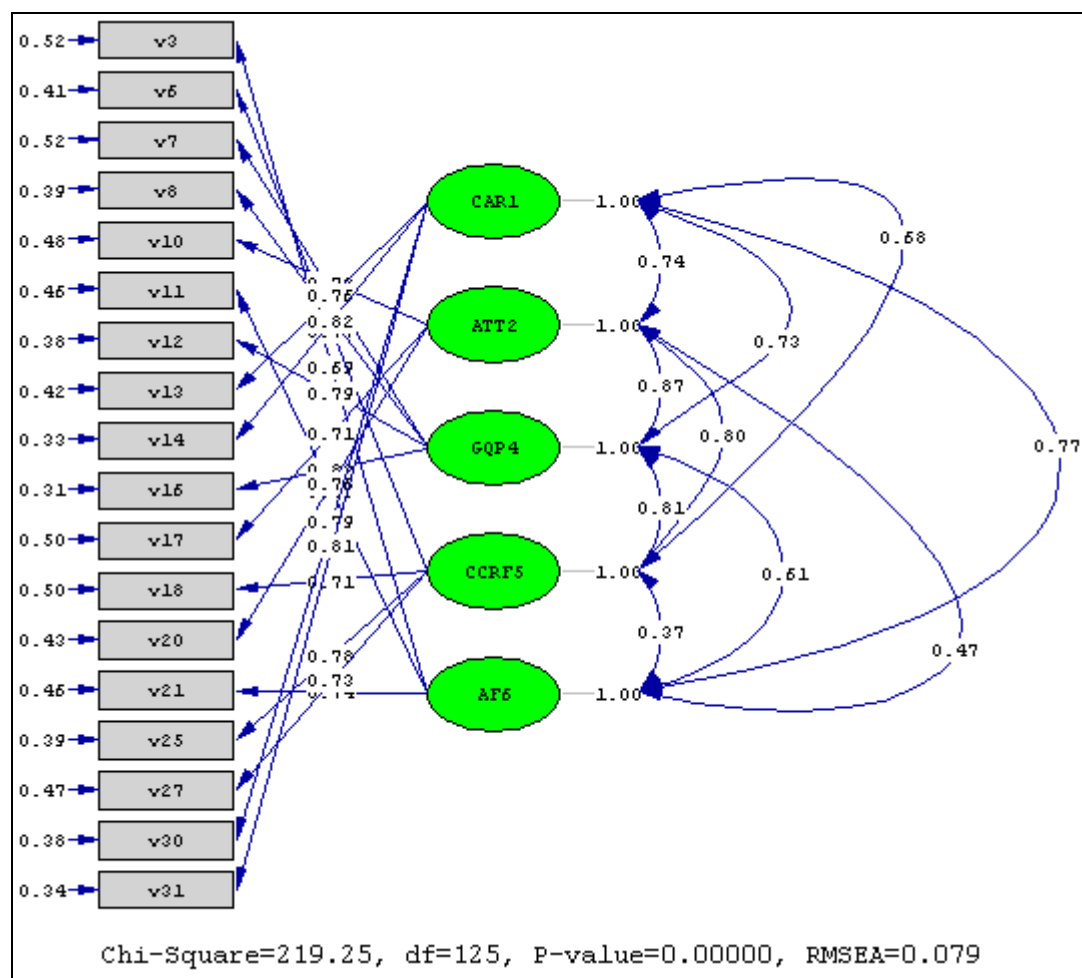 0.52 v3
0.41 v6
0.52 v7
0.39 v8
0.48 v10
0.46 v11
0.38 v12
0.42 v13
0.33 v14
0.31 v16
0.50 v17
0.50 v18
0.43 v20
0.46 v21
0.39 v25
0.47 v27
0.38 v30
0.34 v31
0.76
0.82
0.69
0.79
0.71
0.76
0.79
0.81
0.71
0.78
0.73
CAR1 1.00
ATT2 1.00
GQP4 1.00
CCRF5 1.00
AF6 1.00
0.74
0.87
0.81
0.37
0.73
0.80
0.61
0.68
0.47
0.77
Chi-Square=219.25, df=125, P-value=0.00000, RMSEA=0.079